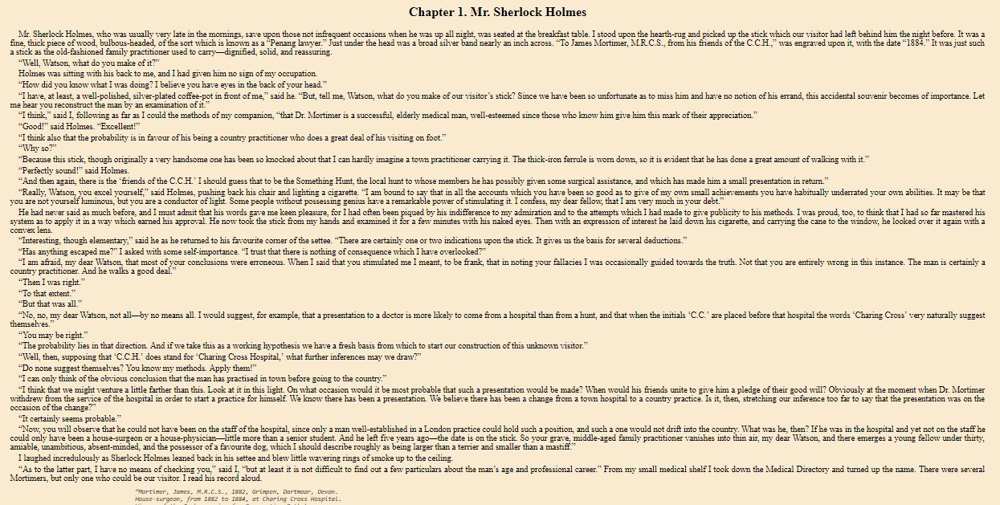 Chapter 1. Mr. Sherlock Holmes
Mr. Sherlock Holmes, who was usually very late in the mornings, save upon those not infrequent occasions when he was up all night, was seated at the breakfast table. I stood upon the hearth-rug and picked up the stick which our visitor had left behind him the night before. It was a
fine, thick piece of wood, bulbous-headed, of the sort which is known as a “Penang lawyer.” Just under the head was a broad silver band nearly an inch across. “To James Mortimer, M.R.C.S., from his friends of the C.C.H.,” was engraved upon it, with the date “1884.” It was just such
a stick as the old-fashioned family practitioner used to carry—dignified, solid, and reassuring.
“Well, Watson, what do you make of it?”
Holmes was sitting with his back to me, and I had given him no sign of my occupation.
“How did you know what I was doing? I believe you have eyes in the back of your head.”
“I have, at least, a well-polished, silver-plated coffee-pot in front of me,” said he. “But, tell me, Watson, what do you make of our visitor’s stick? Since we have been so unfortunate as to miss him and have no notion of his errand, this accidental souvenir becomes of importance. Let
me hear you reconstruct the man by an examination of it.”
“I think,” said I, following as far as I could the methods of my companion, “that Dr. Mortimer is a successful, elderly medical man, well-esteemed since those who know him give him this mark of their appreciation.”
“Good!” said Holmes. “Excellent!”
“I think also that the probability is in favour of his being a country practitioner who does a great deal of his visiting on foot.”
“Why so?”
“Because this stick, though originally a very handsome one has been so knocked about that I can hardly imagine a town practitioner carrying it. The thick-iron ferrule is worn down, so it is evident that he has done a great amount of walking with it.”
“Perfectly sound!” said Holmes.
“And then again, there is the ‘friends of the C.C.H.’ I should guess that to be the Something Hunt, the local hunt to whose members he has possibly given some surgical assistance, and which has made him a small presentation in return.”
“Really, Watson, you excel yourself,” said Holmes, pushing back his chair and lighting a cigarette. “I am bound to say that in all the accounts which you have been so good as to give of my own small achievements you have habitually underrated your own abilities. It may be that
you are not yourself luminous, but you are a conductor of light. Some people without possessing genius have a remarkable power of stimulating it. I confess, my dear fellow, that I am very much in your debt.”
He had never said as much before, and I must admit that his words gave me keen pleasure, for I had often been piqued by his indifference to my admiration and to the attempts which I had made to give publicity to his methods. I was proud, too, to think that I had so far mastered his
system as to apply it in a way which earned his approval. He now took the stick from my hands and examined it for a few minutes with his naked eyes. Then with an expression of interest he laid down his cigarette, and carrying the cane to the window, he looked over it again with a
convex lens.
“Interesting, though elementary,” said he as he returned to his favourite corner of the settee. “There are certainly one or two indications upon the stick. It gives us the basis for several deductions.”
“Has anything escaped me?” I asked with some self-importance. “I trust that there is nothing of consequence which I have overlooked?”
“I am afraid, my dear Watson, that most of your conclusions were erroneous. When I said that you stimulated me I meant, to be frank, that in noting your fallacies I was occasionally guided towards the truth. Not that you are entirely wrong in this instance. The man is certainly a
country practitioner. And he walks a good deal.”
“Then I was right.”
“To that extent.”
“But that was all.”
“No, no, my dear Watson, not all—by no means all. I would suggest, for example, that a presentation to a doctor is more likely to come from a hospital than from a hunt, and that when the initials ‘C.C.’ are placed before that hospital the words ‘Charing Cross’ very naturally suggest
themselves.”
“You may be right.”
“The probability lies in that direction. And if we take this as a working hypothesis we have a fresh basis from which to start our construction of this unknown visitor.”
“Well, then, supposing that ‘C.C.H.’ does stand for ‘Charing Cross Hospital,’ what further inferences may we draw?”
“Do none suggest themselves? You know my methods. Apply them!”
“I can only think of the obvious conclusion that the man has practised in town before going to the country.”
“I think that we might venture a little farther than this. Look at it in this light. On what occasion would it be most probable that such a presentation would be made? When would his friends unite to give him a pledge of their good will? Obviously at the moment when Dr. Mortimer
withdrew from the service of the hospital in order to start a practice for himself. We know there has been a presentation. We believe there has been a change from a town hospital to a country practice. Is it, then, stretching our inference too far to say that the presentation was on the
occasion of the change?”
“It certainly seems probable.”
“Now, you will observe that he could not have been on the staff of the hospital, since only a man well-established in a London practice could hold such a position, and such a one would not drift into the country. What was he, then? If he was in the hospital and yet not on the staff he
could only have been a house-surgeon or a house-physician—little more than a senior student. And he left five years ago—the date is on the stick. So your grave, middle-aged family practitioner vanishes into thin air, my dear Watson, and there emerges a young fellow under thirty,
amiable, unambitious, absent-minded, and the possessor of a favourite dog, which I should describe roughly as being larger than a terrier and smaller than a mastiff.”
I laughed incredulously as Sherlock Holmes leaned back in his settee and blew little wavering rings of smoke up to the ceiling.
“As to the latter part, I have no means of checking you,” said I, “but at least it is not difficult to find out a few particulars about the man’s age and professional career.” From my small medical shelf I took down the Medical Directory and turned up the name. There were several
Mortimers, but only one who could be our visitor. I read his record aloud.
“Mortimer, James, M.R.C.S., 1882, Grimpen, Dartmoor, Devon.
House-surgeon, from 1882 to 1884, at Charing Cross Hospital.